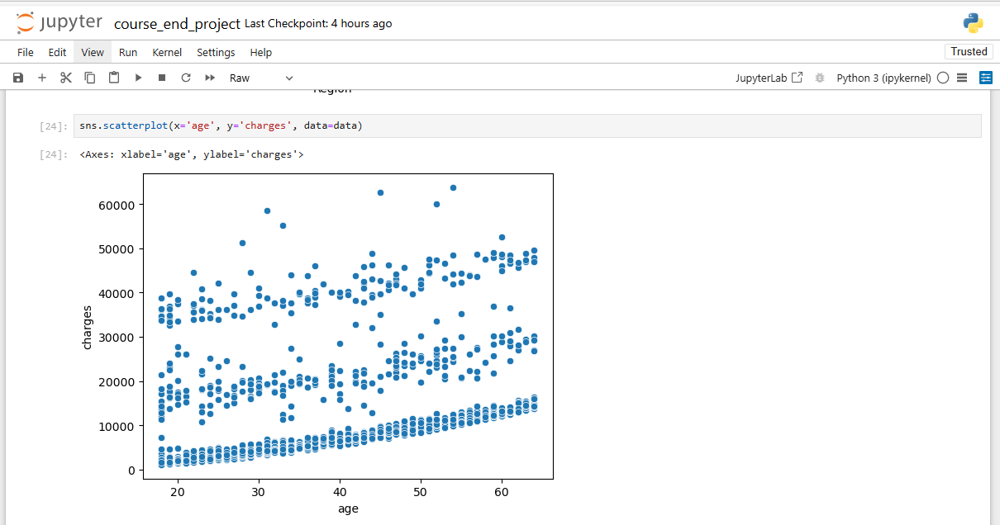 jupyter course_end_project Last Checkpoint: 4 hours ago
File Edit View Run Kernel Settings Help Trusted
Raw JupyterLab Python 3 (ipykernel)
Region
[24]: sns.scatterplot(x='age', y='charges', data=data)
[24]: <Axes: xlabel='age', ylabel='charges'>
60000
50000
40000
30000
20000
10000
0
charges
20 30 40 50 60
age